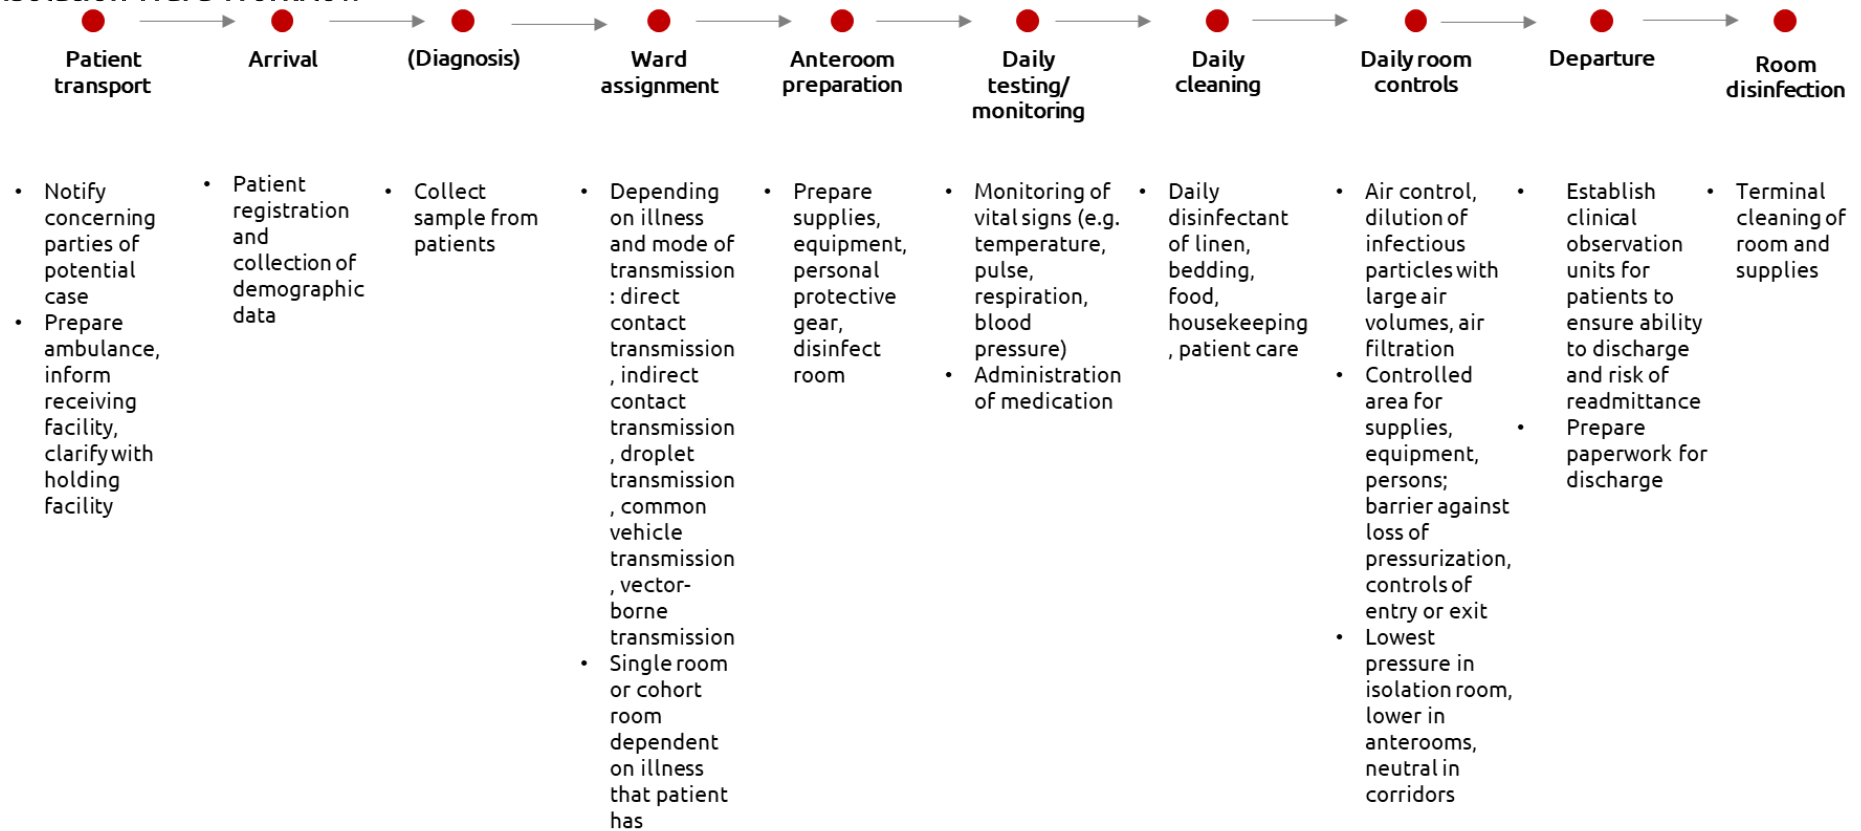 Patient
transport
Arrival
(Diagnosis)
Ward
assignment
Anteroom
preparation
Daily
testing/
monitoring
Daily
cleaning
Daily room
controls
Departure
Room
disinfection
• Notify
concerning
parties of
potential
case
• Prepare
ambulance,
inform
receiving
facility,
clarify with
holding
facility
• Patient
registration
and
collection of
demographic
data
• Collect
sample from
patients
• Depending
on illness
and mode of
transmission
: direct
contact
transmission
, indirect
contact
transmission
, droplet
transmission
, common
vehicle
transmission
, vector-
borne
transmission
• Single room
or cohort
room
dependent
on illness
that patient
has
• Prepare
supplies,
equipment,
personal
protective
gear,
disinfect
room
• Monitoring of
vital signs (e.g.
temperature,
pulse,
respiration,
blood
pressure)
• Administration
of medication
• Daily
disinfectant
of linen,
bedding,
food,
housekeeping
, patient care
• Air control,
dilution of
infectious
particles with
large air
volumes, air
filtration
• Controlled
area for
supplies,
equipment,
persons;
barrier against
loss of
pressurization,
controls of
entry or exit
• Lowest
pressure in
isolation room,
lower in
anterooms,
neutral in
corridors
• Establish
clinical
observation
units for
patients to
ensure ability
to discharge
and risk of
readmittance
• Prepare
paperwork for
discharge
• Terminal
cleaning of
room and
supplies